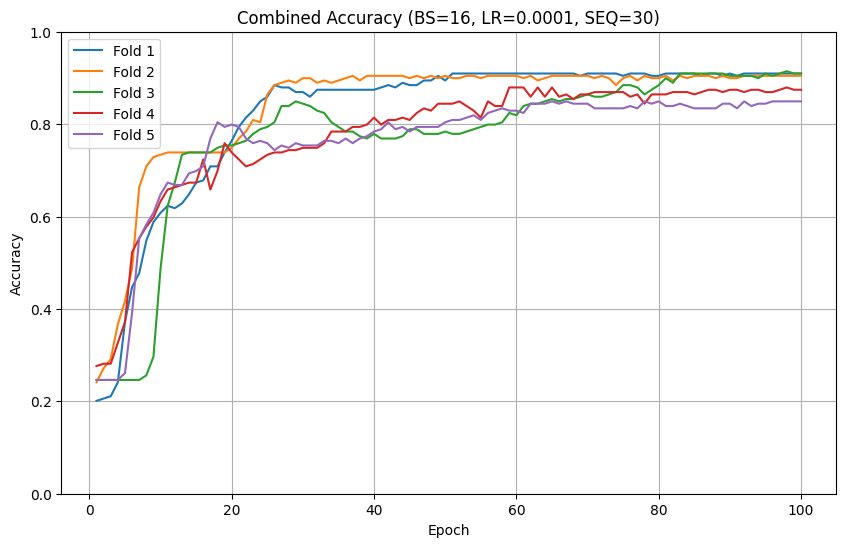 Combined Accuracy (BS=16, LR=0.0001, SEQ=30)
1.0
0.8
0.6
0.4
0.2
0.0
Accuracy
Fold 1
Fold 2
Fold 3
Fold 4
Fold 5
0 20 40 60 80 100
Epoch